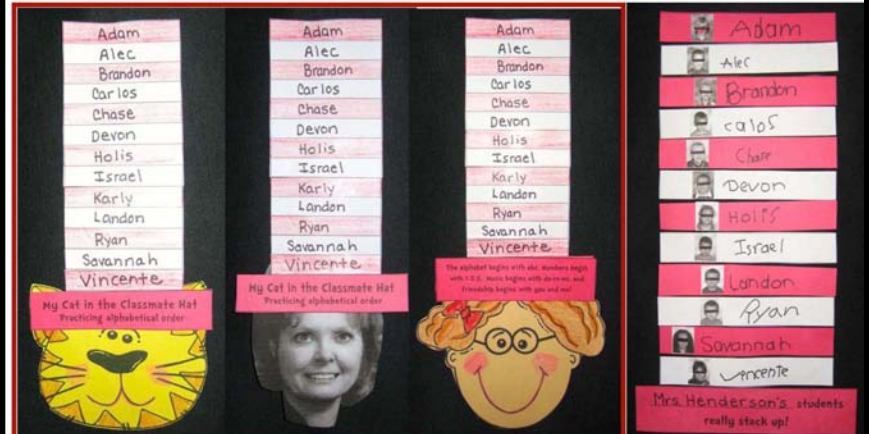 Adam
Alec
Brandon
Carlos
Chase
Devon
Holis
Israel
Karly
Landon
Ryan
Savannah
Vincente
My Cat in the Classmate Hat
Practicing alphabetical order
Adam
Alec
Brandon
Carlos
Chase
Devon
Holis
Israel
Karly
Landon
Ryan
Savannah
Vincente
My Cat in the Classmate Hat
Practicing alphabetical order
Adam
Alec
Brandon
Carlos
Chase
Devon
Holis
Israel
Karly
Landon
Ryan
Savannah
Vincente
The alphabet begins with abc. Numbers begin
with 1-2-3. Music begins with do-re-mi, and
friendship begins with you and me!
Adam
Alec
Brandon
calos
Chase
Devon
Holis
Israel
Landon
Ryan
Savannah
vencente
Mrs. Henderson's students
really stack up!